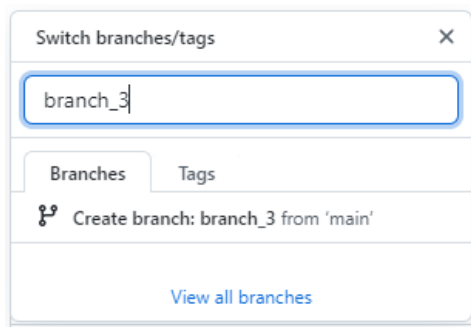 Switch branches/tags
branch_3
Branches Tags
Create branch: branch_3 from 'main'
View all branches